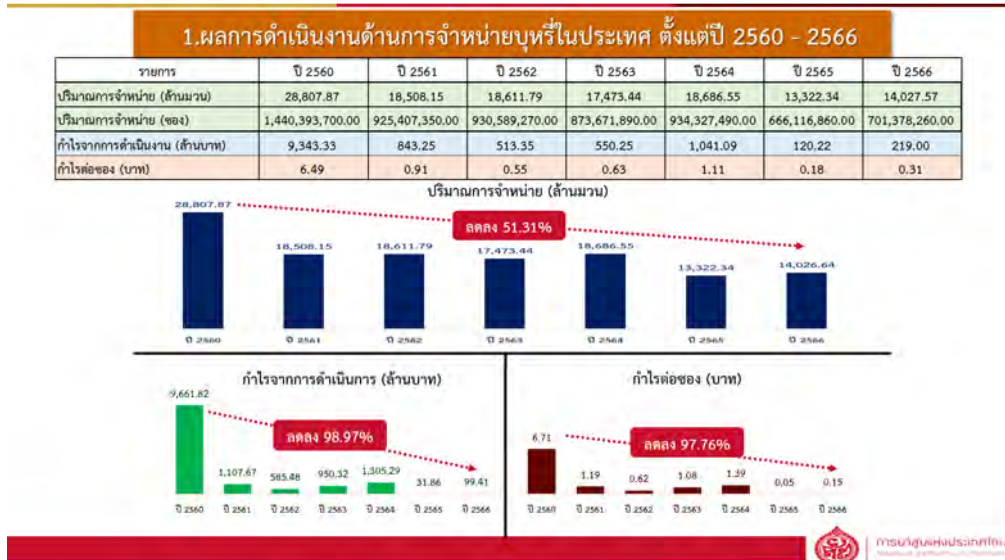 1.ผลการดำเนินงานด้านการจำหน่ายบุหรี่ในประเทศ ตั้งแต่ปี 2560 - 2566
รายการ ปี 2560 ปี 2561 ปี 2562 ปี 2563 ปี 2564 ปี 2565 ปี 2566
ปริมาณการจำหน่าย (ล้านมวน) 28,807.87 18,508.15 18,611.79 17,473.44 18,686.55 13,322.34 14,027.57
ปริมาณการจำหน่าย (ซอง) 1,440,393,700.00 925,407,350.00 930,589,270.00 873,671,890.00 934,327,490.00 666,116,860.00 701,378,260.00
กำไรจากการดำเนินงาน (ล้านบาท) 9,343.33 843.25 513.35 550.25 1,041.09 120.22 219.00
กำไรต่อซอง (บาท) 6.49 0.91 0.55 0.63 1.11 0.18 0.31
ปริมาณการจำหน่าย (ล้านมวน)
28,807.87 18,508.15 18,611.79 17,473.44 18,686.55 13,322.34 14,026.64
ลดลง 51.31%
ปี 2560 ปี 2561 ปี 2562 ปี 2563 ปี 2564 ปี 2565 ปี 2566
กำไรจากการดำเนินการ (ล้านบาท)
9,661.82 1,107.67 585.48 950.32 1,305.29 31.86 99.41
ลดลง 98.97%
ปี 2560 ปี 2561 ปี 2562 ปี 2563 ปี 2564 ปี 2565 ปี 2566
กำไรต่อซอง (บาท)
6.71 1.19 0.62 1.08 1.39 0.05 0.15
ลดลง 97.76%
ปี 2560 ปี 2561 ปี 2562 ปี 2563 ปี 2564 ปี 2565 ปี 2566
การยาสูบแห่งประเทศไทย